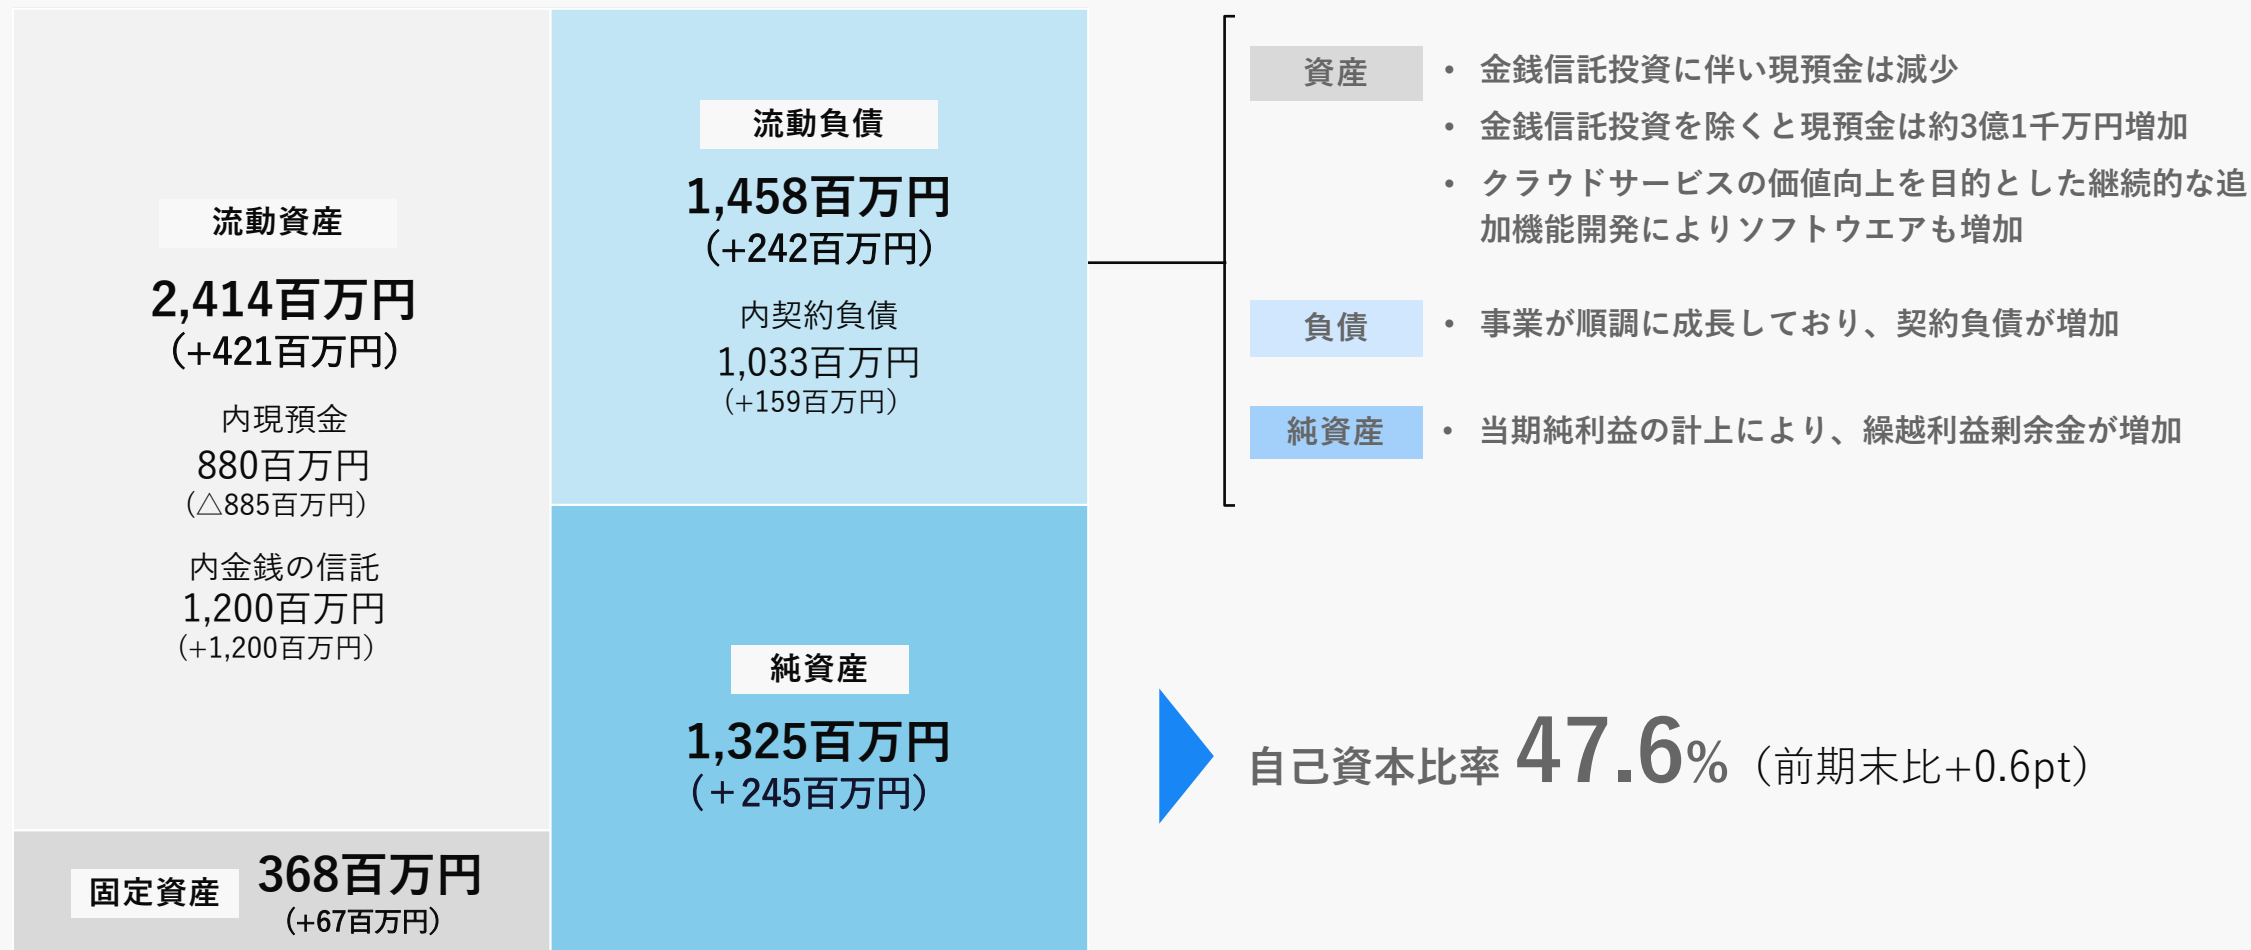 流動資産
2,414百万円
（+421百万円）
内現預金
880百万円
（△885百万円）
内金銭の信託
1,200百万円
（+1,200百万円）
固定資産
368百万円
（+67百万円）
流動負債
1,458百万円
（+242百万円）
内契約負債
1,033百万円
（+159百万円）
純資産
1,325百万円
（＋245百万円）
資産
• 金銭信託投資に伴い現預金は減少
• 金銭信託投資を除くと現預金は約3億1千万円増加
• クラウドサービスの価値向上を目的とした継続的な追
加機能開発によりソフトウエアも増加
負債
• 事業が順調に成長しており、契約負債が増加
純資産
• 当期純利益の計上により、繰越利益剰余金が増加
自己資本比率 47.6%（前期末比+0.6pt）